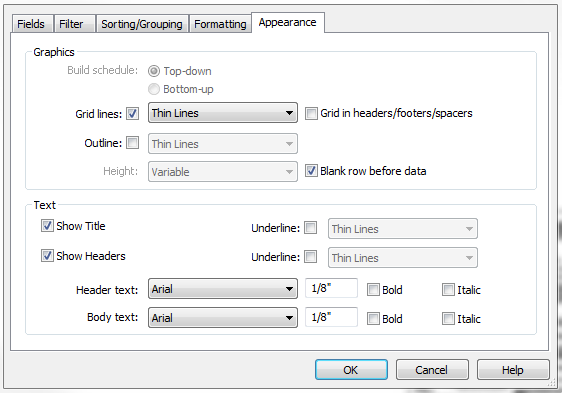 Fields Filter Sorting/Grouping Formatting Appearance
Graphics
Build schedule: Top-down
Bottom-up
Grid lines: Thin Lines Grid in headers/footers/spacers
Outline: Thin Lines
Height: Variable Blank row before data
Text
Show Title Underline: Thin Lines
Show Headers Underline: Thin Lines
Header text: Arial 1/8" Bold Italic
Body text: Arial 1/8" Bold Italic
OK Cancel Help